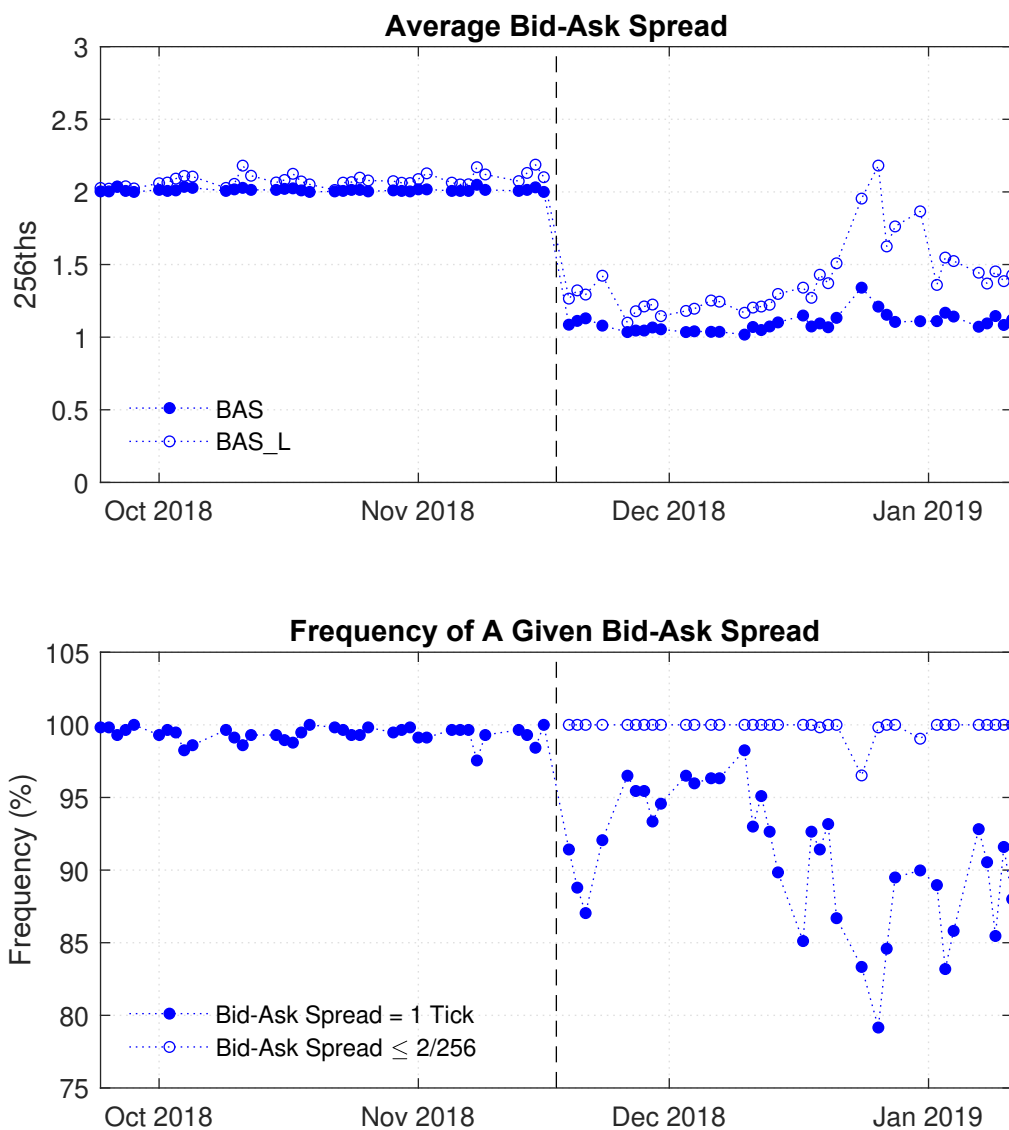 Average Bid-Ask Spread
3
2.5
2
1.5
1
0.5
0
256ths
BAS
BAS_L
Oct 2018 Nov 2018 Dec 2018 Jan 2019
Frequency of A Given Bid-Ask Spread
105
100
95
90
85
80
75
Frequency (%)
Bid-Ask Spread = 1 Tick
Bid-Ask Spread ≤ 2/256
Oct 2018 Nov 2018 Dec 2018 Jan 2019